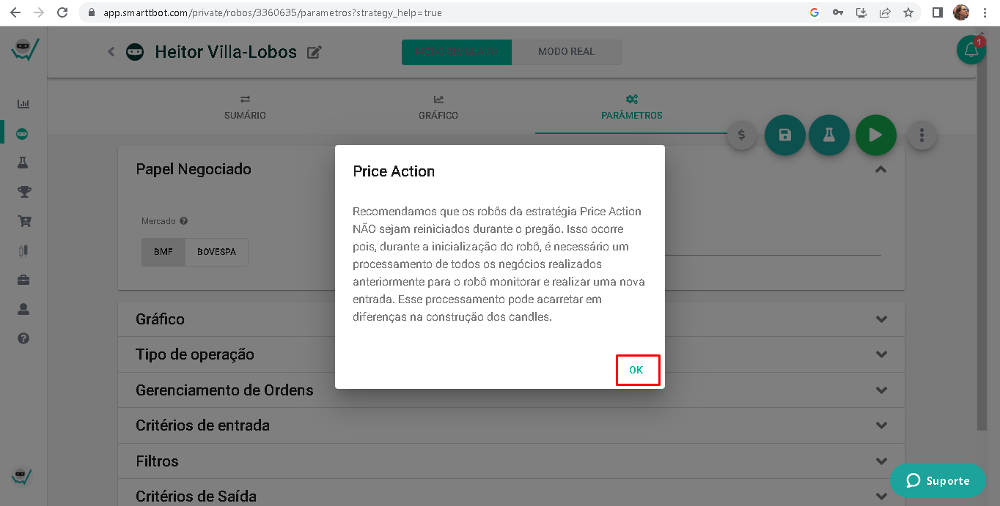 app.smarttbot.com/private/robos/3360635/parametros?strategy_help=true
Heitor Villa-Lobos
MODO SIMULADO
MODO REAL
1
SUMÁRIO
GRÁFICO
PARÂMETROS
$
Papel Negociado
Mercado
BMF
BOVESPA
Price Action
Recomendamos que os robôs da estratégia Price Action
NÃO sejam reiniciados durante o pregão. Isso ocorre
pois, durante a inicialização do robô, é necessário um
processamento de todos os negócios realizados
anteriormente para o robô monitorar e realizar uma nova
entrada. Esse processamento pode acarretar em
diferenças na construção dos candles.
OK
Gráfico
Tipo de operação
Gerenciamento de Ordens
Critérios de entrada
Filtros
Critérios de Saída
Suporte